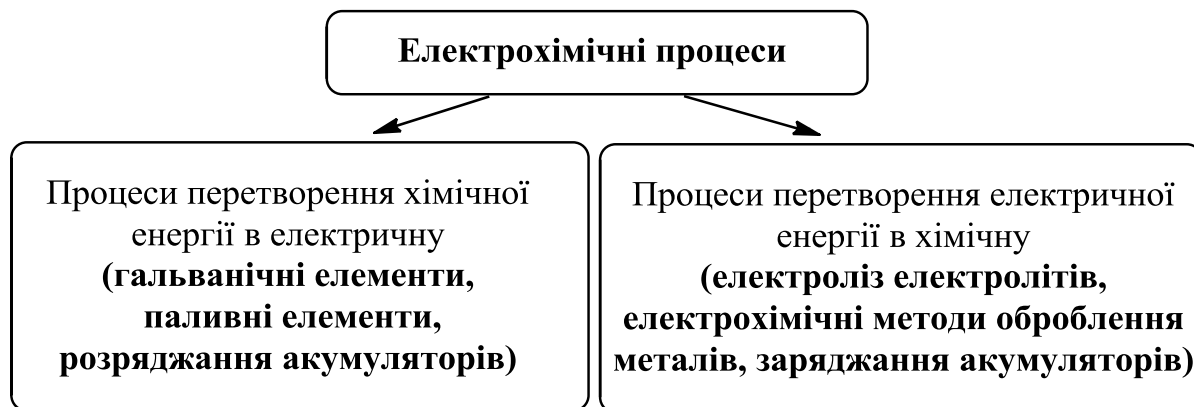 Електрохімічні процеси
Процеси перетворення хімічної
енергії в електричну
(гальванічні елементи,
паливні елементи,
розряджання акумуляторів)
Процеси перетворення електричної
енергії в хімічну
(електроліз електролітів,
електрохімічні методи оброблення
металів, заряджання акумуляторів)